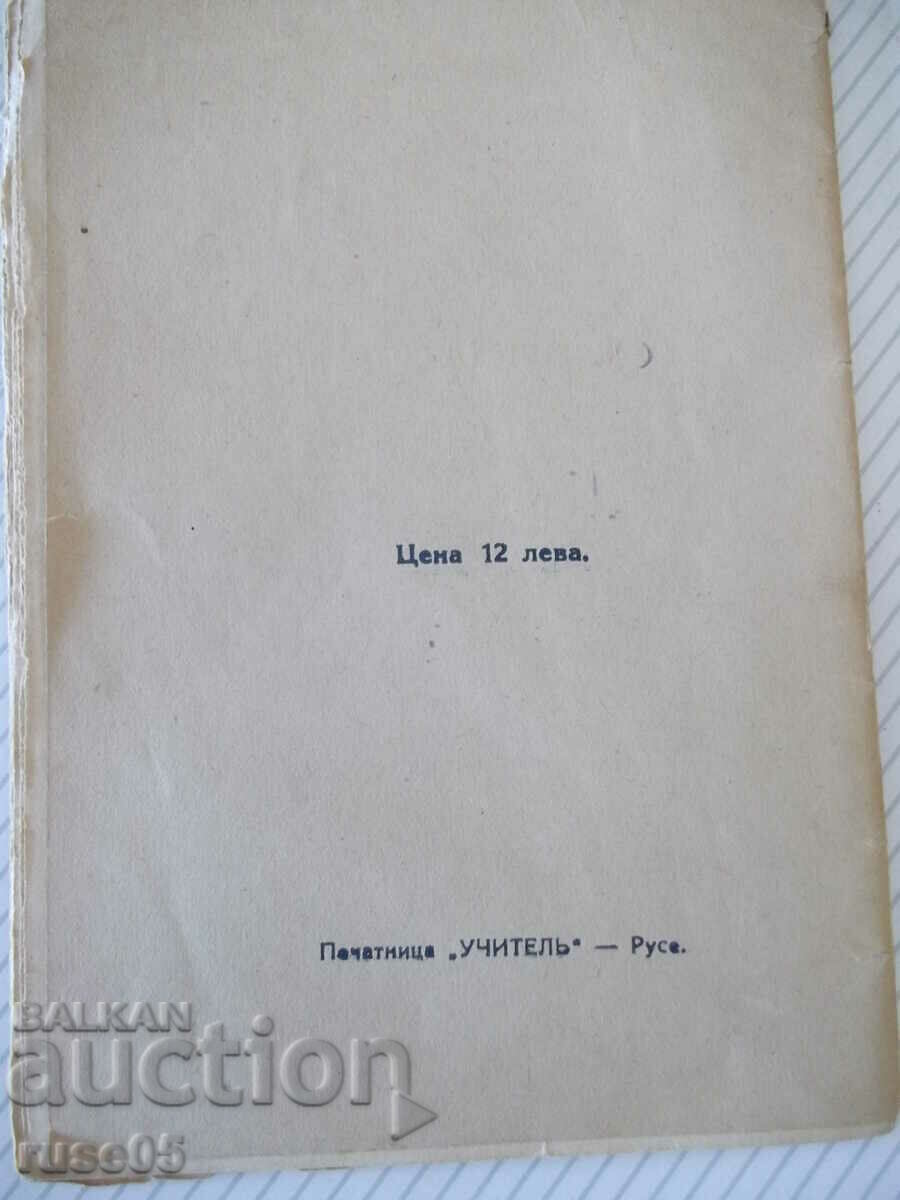 Цена 12 лева.
Печатница „УЧИТЕЛЬ“ — Русе.
BALKAN
auction
ruse05